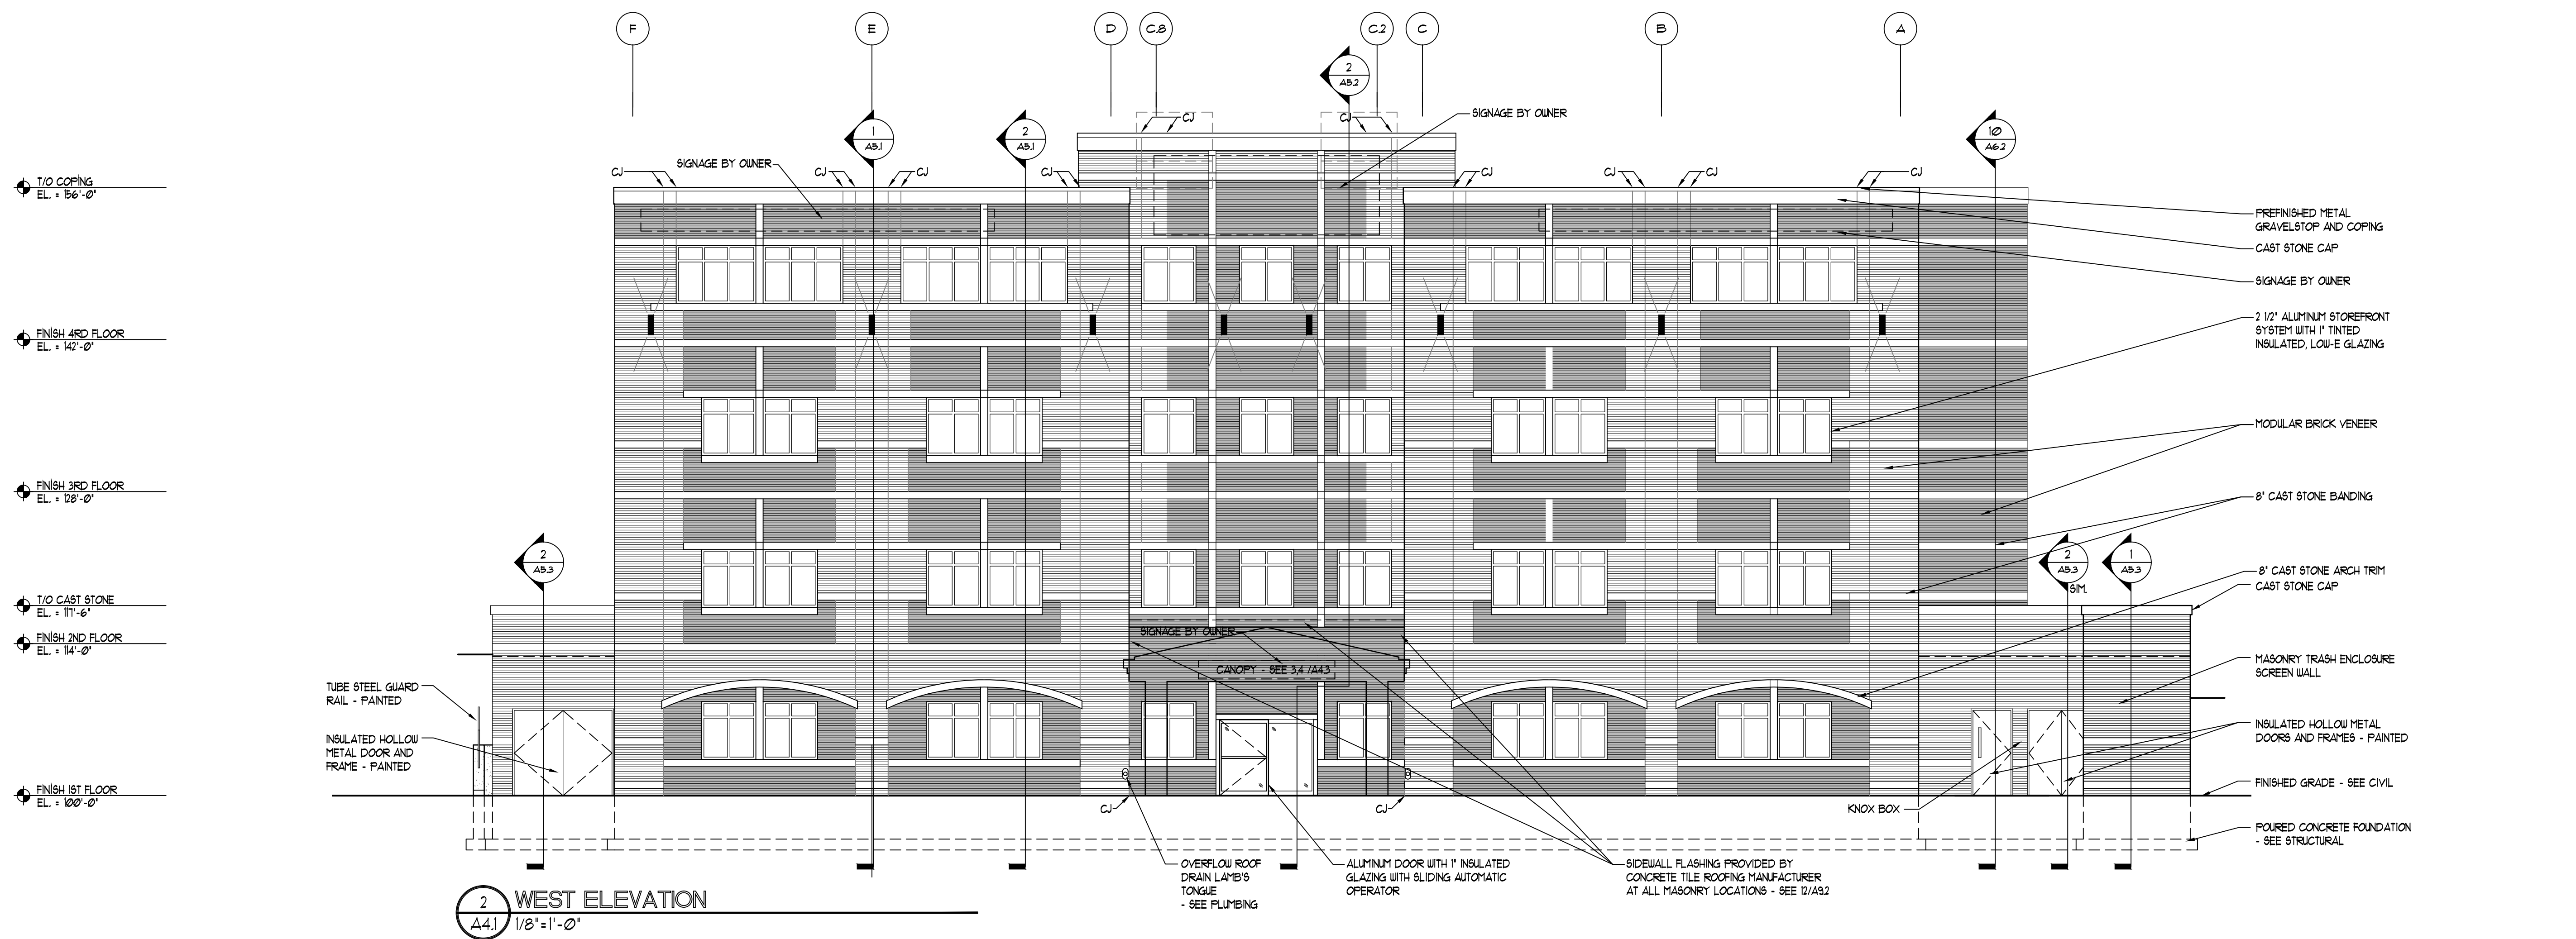 F
E
D
C.8
C.2
C
B
A
2
A5.2
1
A5.1
2
A5.1
10
A6.2
CJ
CJ
SIGNAGE BY OWNER
SIGNAGE BY OWNER
CJ
CJ
CJ
CJ
CJ
CJ
CJ
CJ
T/O COPING
EL. = 156'-0"
FINISH 4RD FLOOR
EL. = 142'-0"
FINISH 3RD FLOOR
EL. = 128'-0"
T/O CAST STONE
EL. = 117'-6"
FINISH 2ND FLOOR
EL. = 114'-0"
FINISH 1ST FLOOR
EL. = 100'-0"
PREFINISHED METAL
GRAVELSTOP AND COPING
CAST STONE CAP
SIGNAGE BY OWNER
2 1/2" ALUMINUM STOREFRONT
SYSTEM WITH 1" TINTED
INSULATED, LOW-E GLAZING
MODULAR BRICK VENEER
8" CAST STONE BANDING
8" CAST STONE ARCH TRIM
CAST STONE CAP
MASONRY TRASH ENCLOSURE
SCREEN WALL
INSULATED HOLLOW METAL
DOORS AND FRAMES - PAINTED
FINISHED GRADE - SEE CIVIL
POURED CONCRETE FOUNDATION
- SEE STRUCTURAL
2
A5.3
2
A5.3
SIM.
1
A5.3
SIGNAGE BY OWNER
CANOPY - SEE 3,4 /A4.3
TUBE STEEL GUARD
RAIL - PAINTED
INSULATED HOLLOW
METAL DOOR AND
FRAME - PAINTED
CJ
CJ
KNOX BOX
OVERFLOW ROOF
DRAIN LAMB'S
TONGUE
- SEE PLUMBING
ALUMINUM DOOR WITH 1" INSULATED
GLAZING WITH SLIDING AUTOMATIC
OPERATOR
SIDEWALL FLASHING PROVIDED BY
CONCRETE TILE ROOFING MANUFACTURER
AT ALL MASONRY LOCATIONS - SEE 12/A9.2
2
A4.1
WEST ELEVATION
1/8"=1'-0"